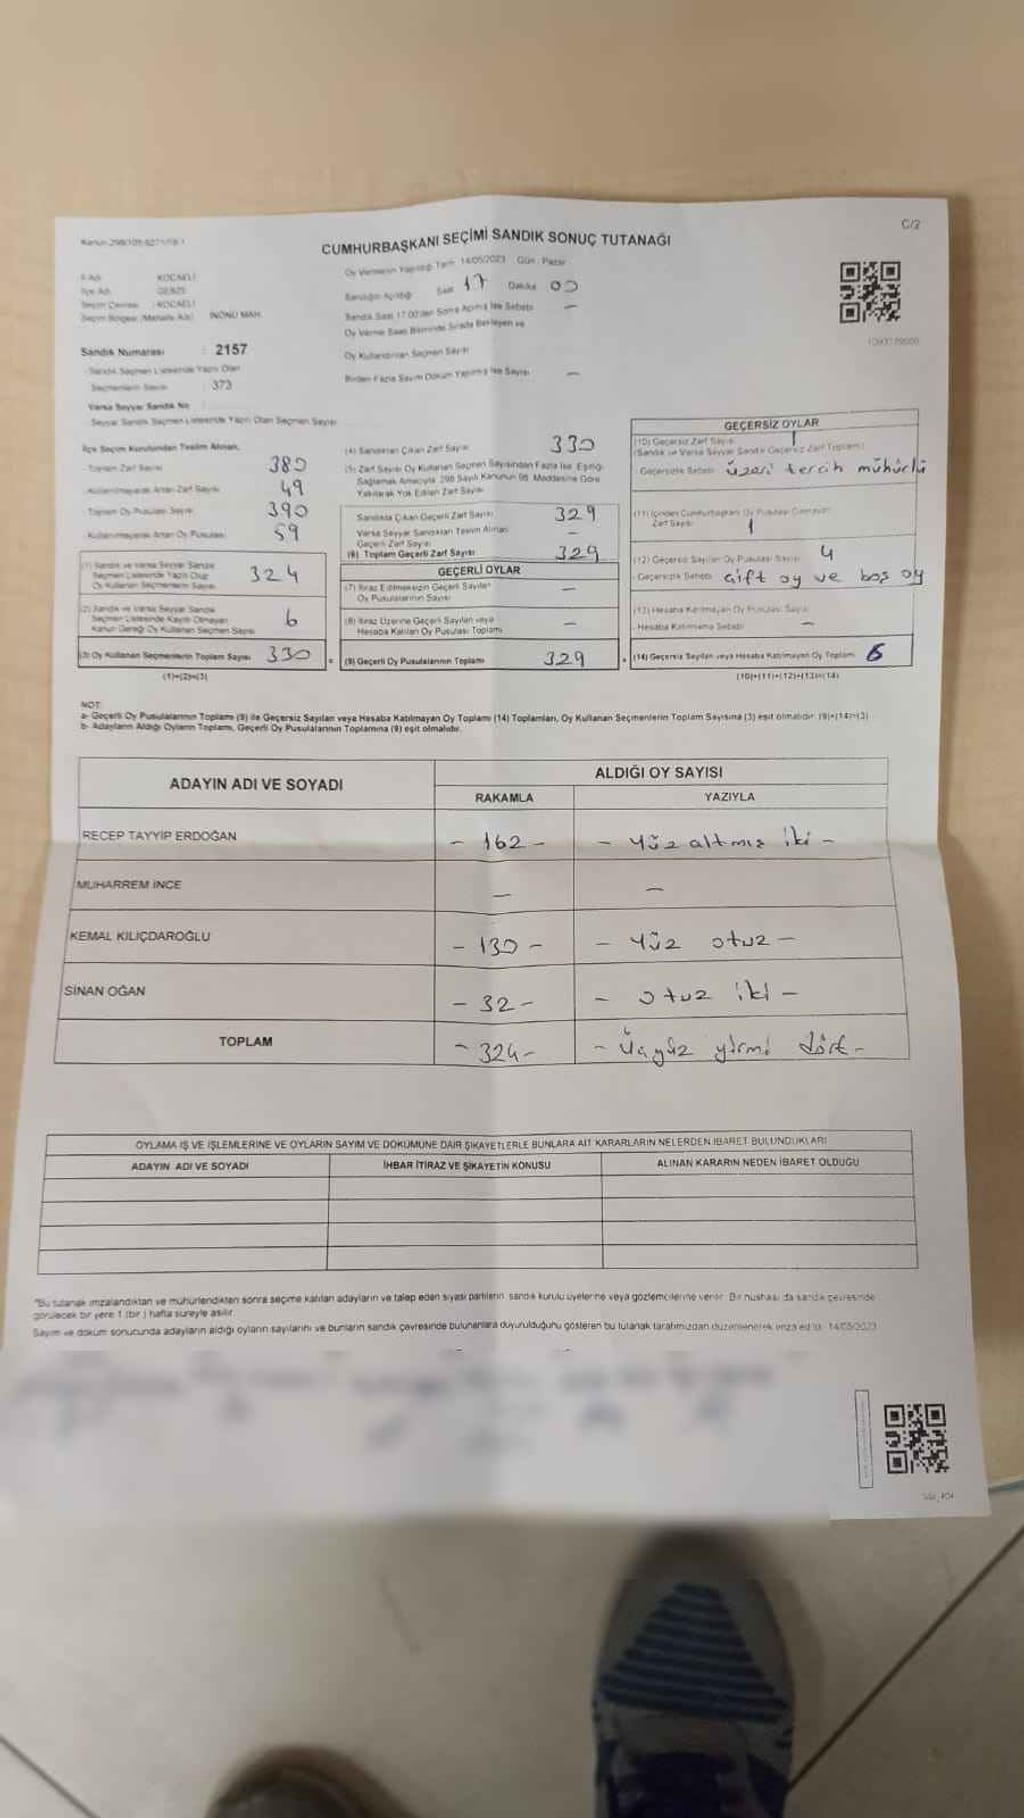 C/2
CUMHURBAŞKANI SEÇİMİ SANDIK SONUÇ TUTANAĞI
Oy Vermenin Yapıldığı Tarih 14/05/2023 Gün : Pazar
İl Adı KOCAELİ
İlçe Adı GEBZE
Seçim Çevresi : KOCAELİ
Seçim Bölgesi (Mahalle Adı) İNÖNÜ MAH.
Sandığın Açıldığı Saat 17 Dakika 00
Sandık Saat 17.00'den Sonra Açılmış İse Sebebi —
Oy Verme Saati Bitiminde Sırada Bekleyen ve
Oy Kullandırılan Seçmen Sayısı
Birden Fazla Sayım Döküm Yapılmış İse Sayısı —
Sandık Numarası : 2157
Sandık Seçmen Listesinde Yazılı Olan
Seçmenlerin Sayısı : 373
Varsa Seyyar Sandık No
Seyyar Sandık Seçmen Listesinde Yazılı Olan Seçmen Sayısı
İlçe Seçim Kurulundan Teslim Alınan,
- Toplam Zarf Sayısı 380
- Kullanılmayarak Artan Zarf Sayısı 49
- Toplam Oy Pusulası Sayısı 390
- Kullanılmayarak Artan Oy Pusulası 59
(1) Sandık ve Varsa Seyyar Sandık
Seçmen Listesinde Yazılı Olup
Oy Kullanan Seçmenlerin Sayısı 324
(2) Sandık ve Varsa Seyyar Sandık
Seçmen Listesinde Kayıtlı Olmayan
Kanun Gereği Oy Kullanan Seçmen Sayısı 6
(3) Oy Kullanan Seçmenlerin Toplam Sayısı 330
(1)+(2)=(3)
(4) Sandıktan Çıkan Zarf Sayısı 330
(5) Zarf Sayısı Oy Kullanan Seçmen Sayısından Fazla İse, Eşitliği
Sağlamak Amacıyla 298 Sayılı Kanunun 98. Maddesine Göre
Yakılarak Yok Edilen Zarf Sayısı
Sandıkta Çıkan Geçerli Zarf Sayısı 329
Varsa Seyyar Sandıktan Teslim Alınan
Geçerli Zarf Sayısı —
(6) Toplam Geçerli Zarf Sayısı 329
GEÇERLİ OYLAR
(7) İtiraz Edilmeksizin Geçerli Sayılan
Oy Pusulalarının Sayısı —
(8) İtiraz Üzerine Geçerli Sayılan veya
Hesaba Katılan Oy Pusulası Toplamı —
(9) Geçerli Oy Pusulalarının Toplamı 329
GEÇERSİZ OYLAR
(10) Geçersiz Zarf Sayısı 1
(Sandık ve Varsa Seyyar Sandık Geçersiz Zarf Toplamı)
- Geçersizlik Sebebi üzeri tercih mühürlü
(11) İçinden Cumhurbaşkanı Oy Pusulası Çıkmayan
Zarf Sayısı 1
(12) Geçersiz Sayılan Oy Pusulası Sayısı 4
- Geçersizlik Sebebi çift oy ve boş oy
(13) Hesaba Katılmayan Oy Pusulası Sayısı
- Hesaba Katılmama Sebebi —
(14) Geçersiz Sayılan veya Hesaba Katılmayan Oy Toplamı 6
(10)+(11)+(12)+(13)=(14)
NOT:
a- Geçerli Oy Pusulalarının Toplamı (9) ile Geçersiz Sayılan veya Hesaba Katılmayan Oy Toplamı (14) Toplamları, Oy Kullanan Seçmenlerin Toplam Sayısına (3) eşit olmalıdır. (9)+(14)=(3)
b- Adayların Aldığı Oyların Toplamı, Geçerli Oy Pusulalarının Toplamına (9) eşit olmalıdır.
ADAYIN ADI VE SOYADI
ALDIĞI OY SAYISI
RAKAMLA YAZIYLA
RECEP TAYYİP ERDOĞAN - 162 - - Yüz altmış iki -
MUHARREM İNCE — —
KEMAL KILIÇDAROĞLU - 130 - - Yüz otuz -
SİNAN OĞAN - 32 - - otuz iki -
TOPLAM - 324 - - Üçyüz yirmi dört -
OYLAMA İŞ VE İŞLEMLERİNE VE OYLARIN SAYIM VE DÖKÜMÜNE DAİR ŞİKAYETLERLE BUNLARA AİT KARARLARIN NELERDEN İBARET BULUNDUKLARI
ADAYIN ADI VE SOYADI İHBAR İTİRAZ VE ŞİKAYETİN KONUSU ALINAN KARARIN NEDEN İBARET OLDUĞU
"Bu tutanak imzalandıktan ve mühürlendikten sonra seçime katılan adayların ve talep eden siyasi partilerin, sandık kurulu üyelerine veya gözlemcilerine verilir. Bir nüshası da sandık çevresinde
görülecek bir yere 1 (bir) hafta süreyle asılır.
Sayım ve döküm sonucunda adayların aldığı oyların sayılarını ve bunların sandık çevresinde bulunanlara duyurulduğunu gösteren bu tutanak tarafımızdan düzenlenerek imza edildi. 14/05/2023